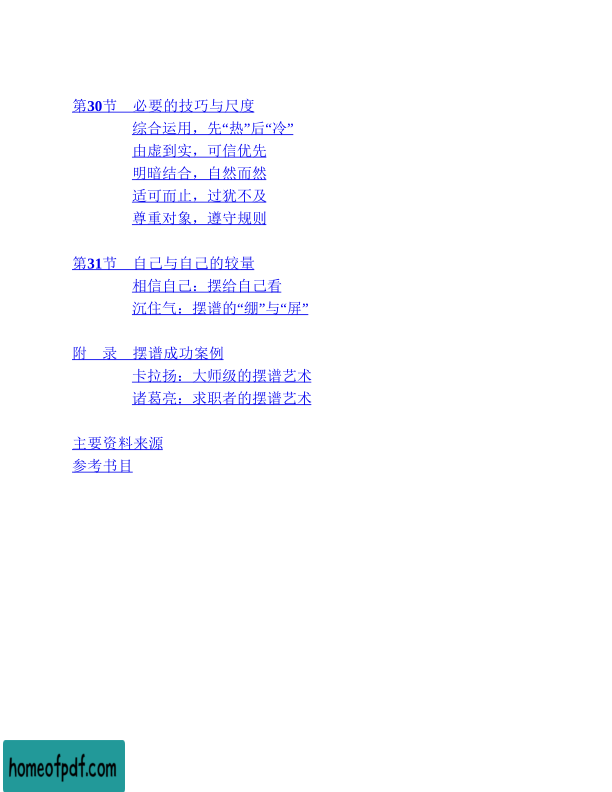 第30节　必要的技巧与尺度
综合运用，先“热”后“冷”
由虚到实，可信优先
明暗结合，自然而然
适可而止，过犹不及
尊重对象，遵守规则
第31节　自己与自己的较量
相信自己：摆给自己看
沉住气：摆谱的“绷”与“屏”
附　录　摆谱成功案例
卡拉扬：大师级的摆谱艺术
诸葛亮：求职者的摆谱艺术
主要资料来源
参考书目
homeofpdf.com